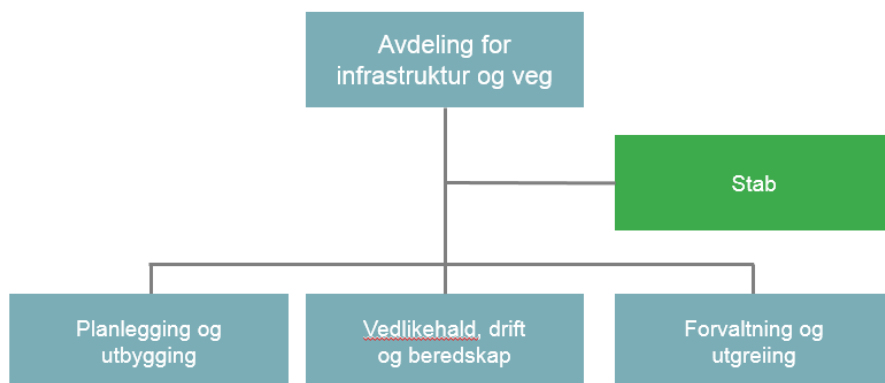 Avdeling for
infrastruktur og veg
Stab
Planlegging og
utbygging
Vedlikehald, drift
og beredskap
Forvaltning og
utgreiing